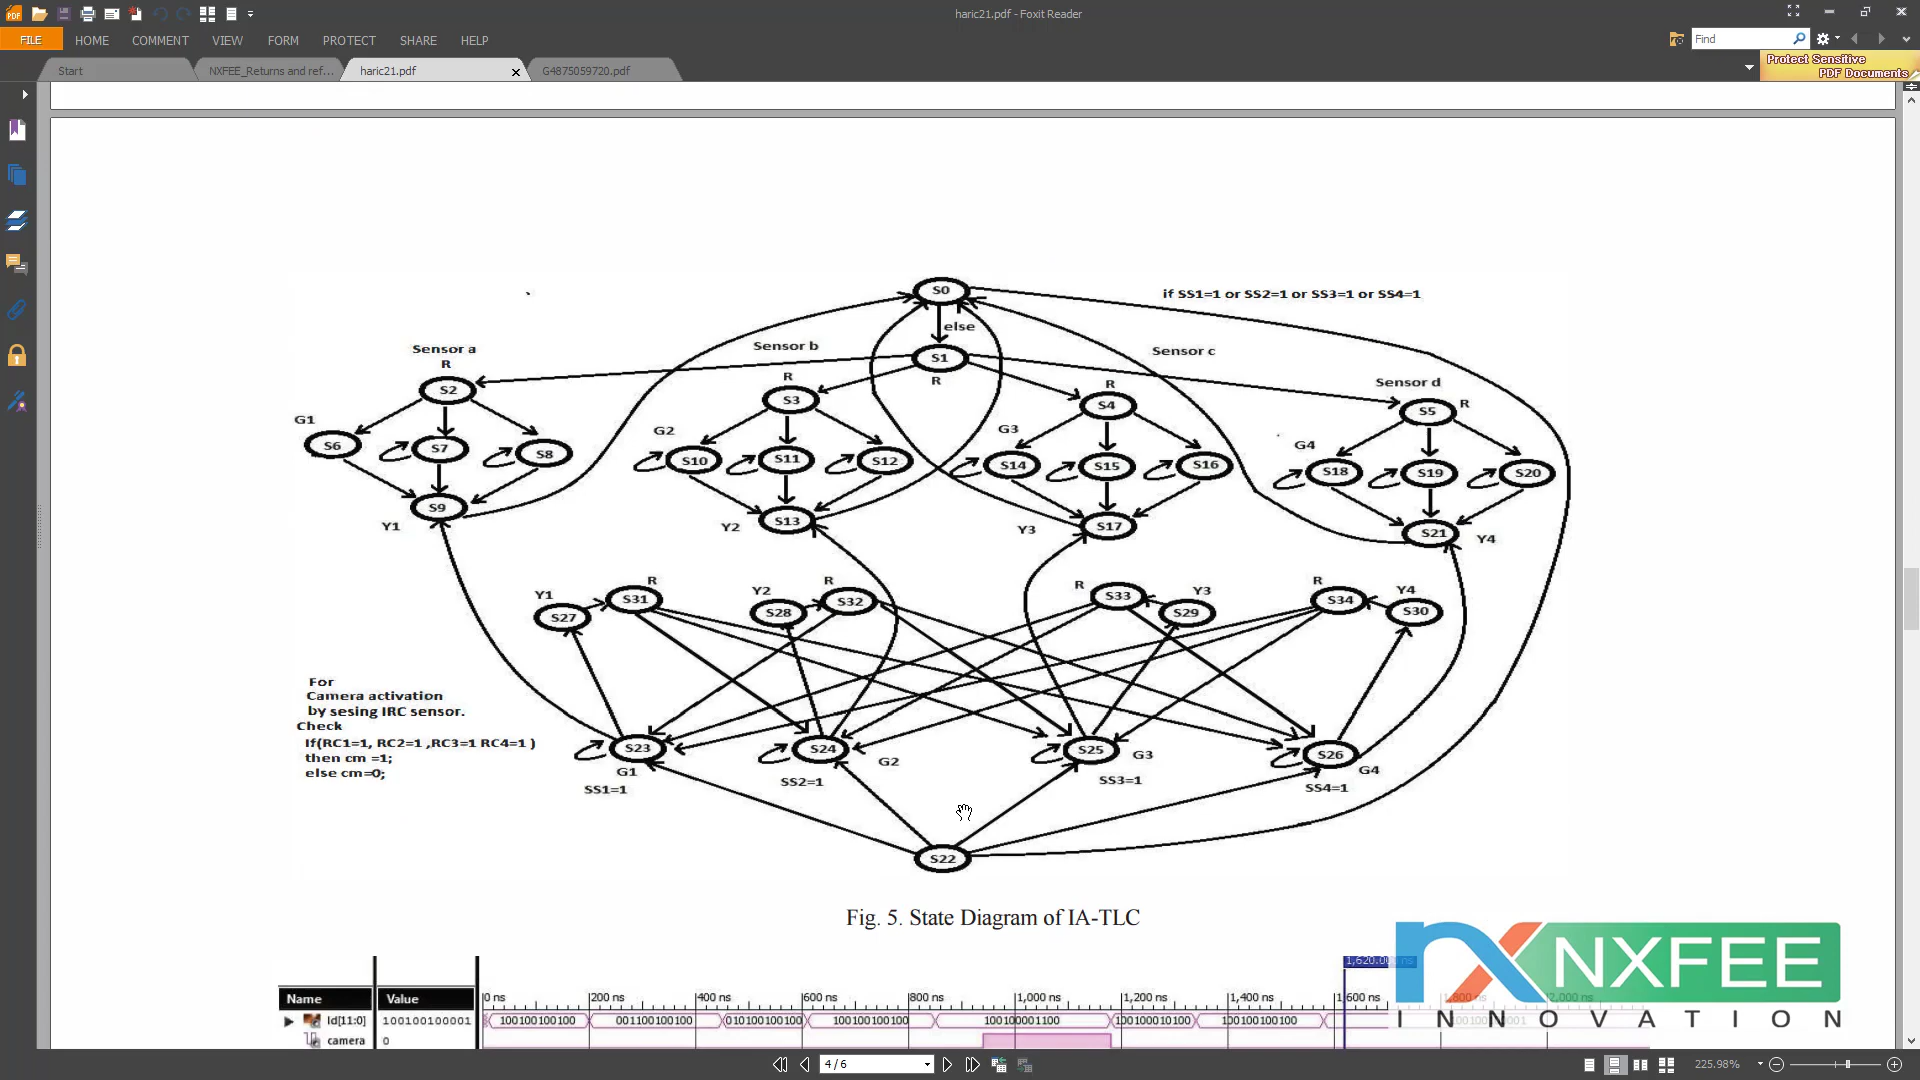 haric21.pdf - Foxit Reader
FILE
HOME
COMMENT
VIEW
FORM
PROTECT
SHARE
HELP
Find
Start
NXFEE_Returns and ref...
haric21.pdf
G4875059720.pdf
Protect Sensitive
PDF Documents
S0
if SS1=1 or SS2=1 or SS3=1 or SS4=1
else
Sensor a
Sensor b
S1
Sensor c
R
R
R
R
Sensor d
S2
S3
S4
S5
R
G1
G2
G3
G4
S6
S7
S8
S10
S11
S12
S14
S15
S16
S18
S19
S20
S9
S13
S17
S21
Y1
Y2
Y3
Y4
Y1
R
Y2
R
R
Y3
R
Y4
S27
S31
S28
S32
S33
S29
S34
S30
For
Camera activation
by sesing IRC sensor.
Check
If(RC1=1, RC2=1 ,RC3=1 RC4=1 )
then cm =1;
else cm=0;
S23
S24
S25
S26
G1
G2
G3
G4
SS1=1
SS2=1
SS3=1
SS4=1
S22
Fig. 5. State Diagram of IA-TLC
NXFEE
INNOVATION
Name
Value
0 ns
200 ns
400 ns
600 ns
800 ns
1,000 ns
1,200 ns
1,400 ns
1,600 ns
ld[11:0]
100100100001
100100100100
001100100100
010100100100
100100100100
100100001100
100100010100
100100100100
camera
0
4 / 6
225.98%